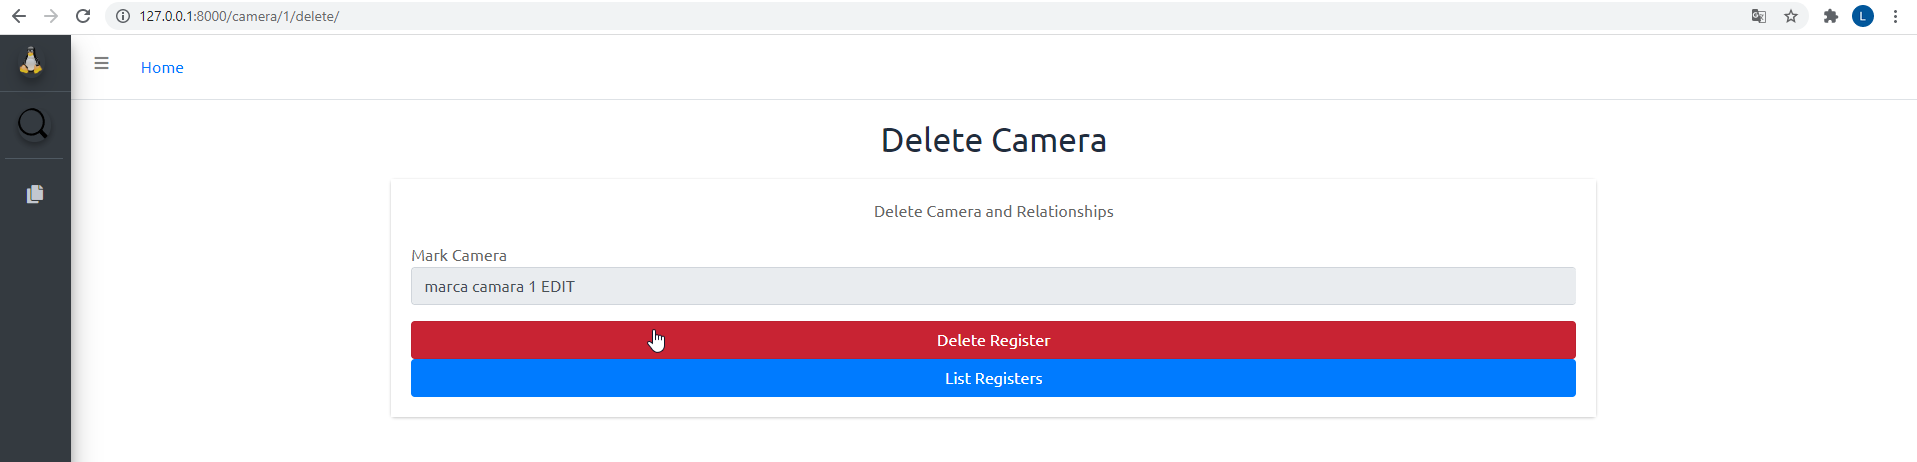 127.0.0.1:8000/camera/1/delete/
L
Home
Delete Camera
Delete Camera and Relationships
Mark Camera
marca camara 1 EDIT
Delete Register
List Registers